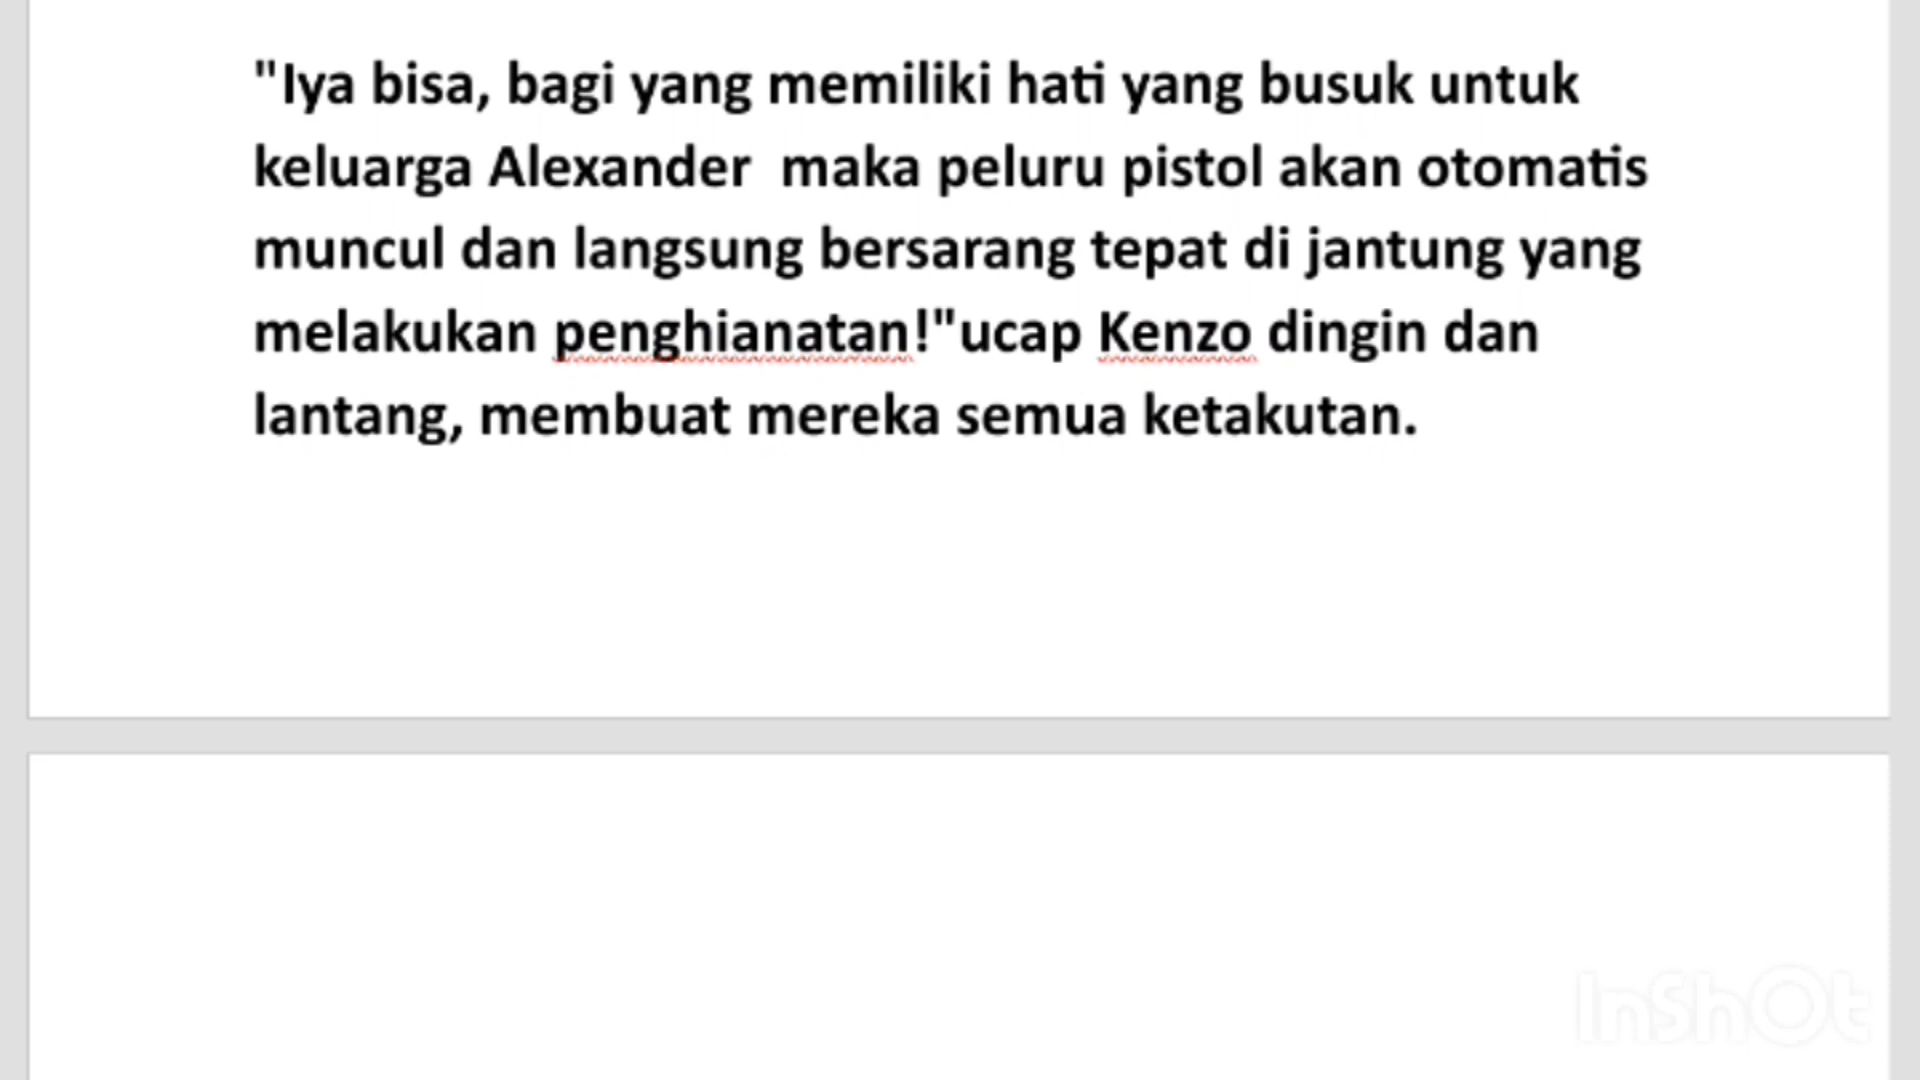 "Iya bisa, bagi yang memiliki hati yang busuk untuk
keluarga Alexander  maka peluru pistol akan otomatis
muncul dan langsung bersarang tepat di jantung yang
melakukan penghianatan!"ucap Kenzo dingin dan
lantang, membuat mereka semua ketakutan.
InShOt